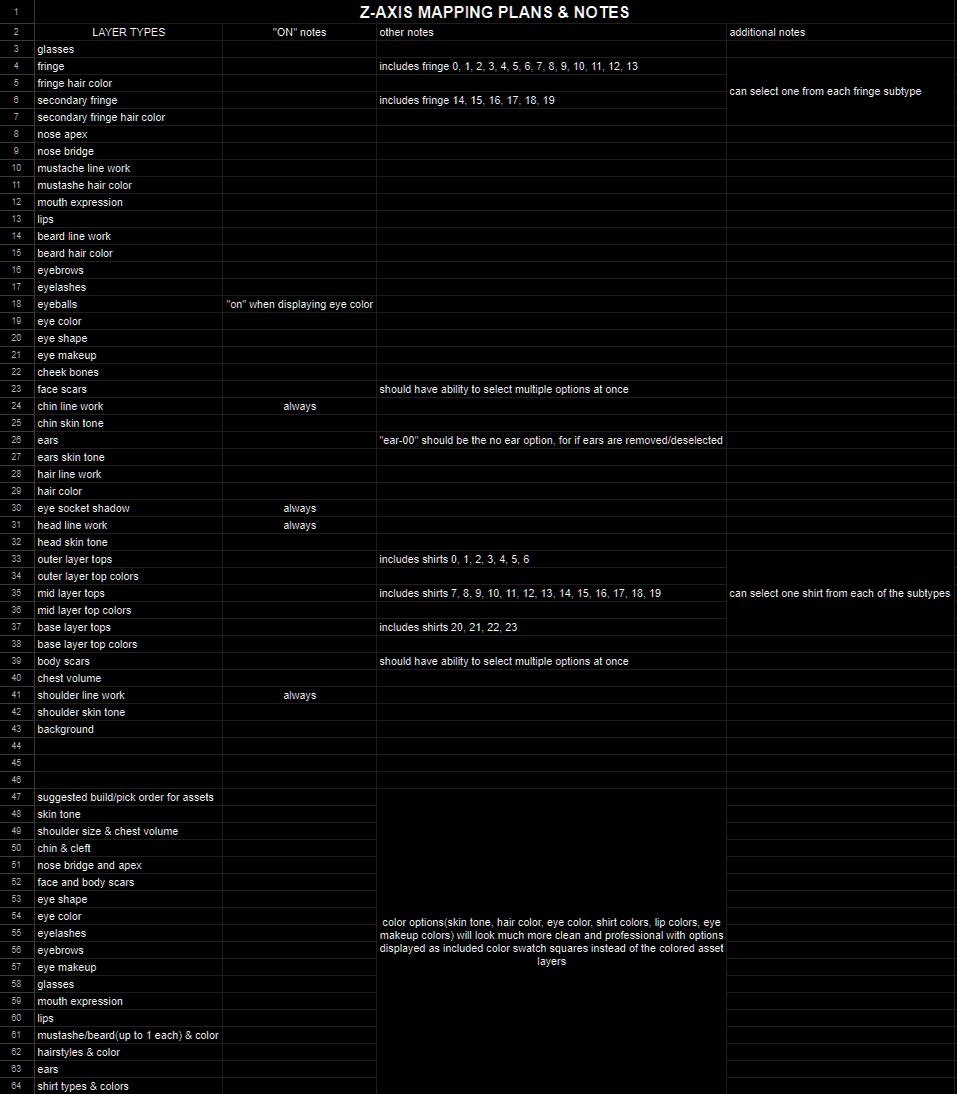 1 Z-AXIS MAPPING PLANS & NOTES
2 LAYER TYPES "ON" notes other notes additional notes
3 glasses
4 fringe includes fringe 0, 1, 2, 3, 4, 5, 6, 7, 8, 9, 10, 11, 12, 13
5 fringe hair color
can select one from each fringe subtype
6 secondary fringe includes fringe 14, 15, 16, 17, 18, 19
7 secondary fringe hair color
8 nose apex
9 nose bridge
10 mustache line work
11 mustashe hair color
12 mouth expression
13 lips
14 beard line work
15 beard hair color
16 eyebrows
17 eyelashes
18 eyeballs "on" when displaying eye color
19 eye color
20 eye shape
21 eye makeup
22 cheek bones
23 face scars should have ability to select multiple options at once
24 chin line work always
25 chin skin tone
26 ears "ear-00" should be the no ear option, for if ears are removed/deselected
27 ears skin tone
28 hair line work
29 hair color
30 eye socket shadow always
31 head line work always
32 head skin tone
33 outer layer tops includes shirts 0, 1, 2, 3, 4, 5, 6
34 outer layer top colors
35 mid layer tops includes shirts 7, 8, 9, 10, 11, 12, 13, 14, 15, 16, 17, 18, 19 can select one shirt from each of the subtypes
36 mid layer top colors
37 base layer tops includes shirts 20, 21, 22, 23
38 base layer top colors
39 body scars should have ability to select multiple options at once
40 chest volume
41 shoulder line work always
42 shoulder skin tone
43 background
44
45
46
47 suggested build/pick order for assets
48 skin tone
49 shoulder size & chest volume
50 chin & cleft
51 nose bridge and apex
52 face and body scars
53 eye shape
54 eye color
55 eyelashes
56 eyebrows
57 eye makeup
58 glasses
59 mouth expression
60 lips
61 mustashe/beard(up to 1 each) & color
62 hairstyles & color
63 ears
64 shirt types & colors
color options(skin tone, hair color, eye color, shirt colors, lip colors, eye
makeup colors) will look much more clean and professional with options
displayed as included color swatch squares instead of the colored asset
layers